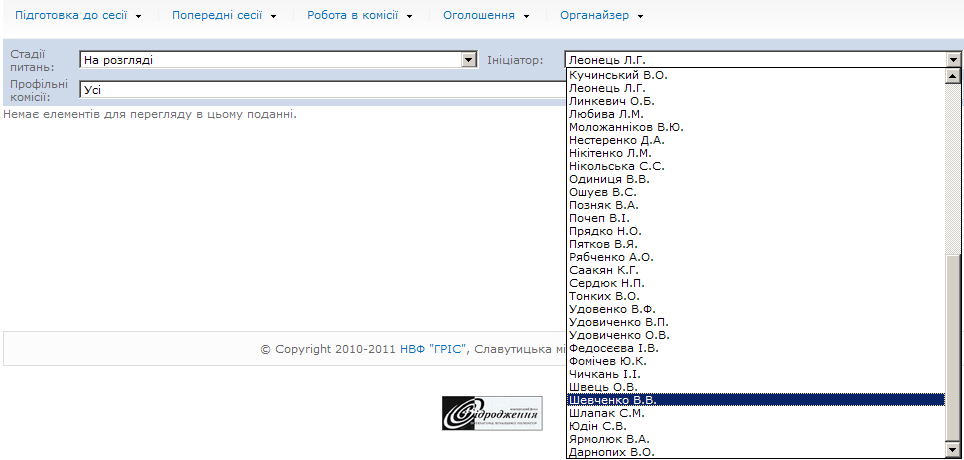 Підготовка до сесії Попередні сесії Робота в комісії Оголошення Органайзер
Стадії питань: На розгляді Ініціатор: Леонець Л.Г.
Профільні комісії: Усі
Немає елементів для перегляду в цьому поданні.
Кучинський В.О.
Леонець Л.Г.
Линкевич О.Б.
Любива Л.М.
Моложанніков В.Ю.
Нестеренко Д.А.
Нікітенко Л.М.
Нікольська С.С.
Одиниця В.В.
Ошуєв В.С.
Позняк В.А.
Почеп В.І.
Прядко Н.О.
Пятков В.Я.
Рябченко А.О.
Саакян К.Г.
Сердюк Н.П.
Тонких В.О.
Удовенко В.Ф.
Удовиченко В.П.
Удовиченко О.В.
Федосєєва І.В.
Фомічев Ю.К.
Чичкань І.І.
Швець О.В.
Шевченко В.В.
Шлапак С.М.
Юдін С.В.
Ярмолюк В.А.
Дарнопих В.О.
© Copyright 2010-2011 НВФ "ГРІС", Славутицька мі
Відродження